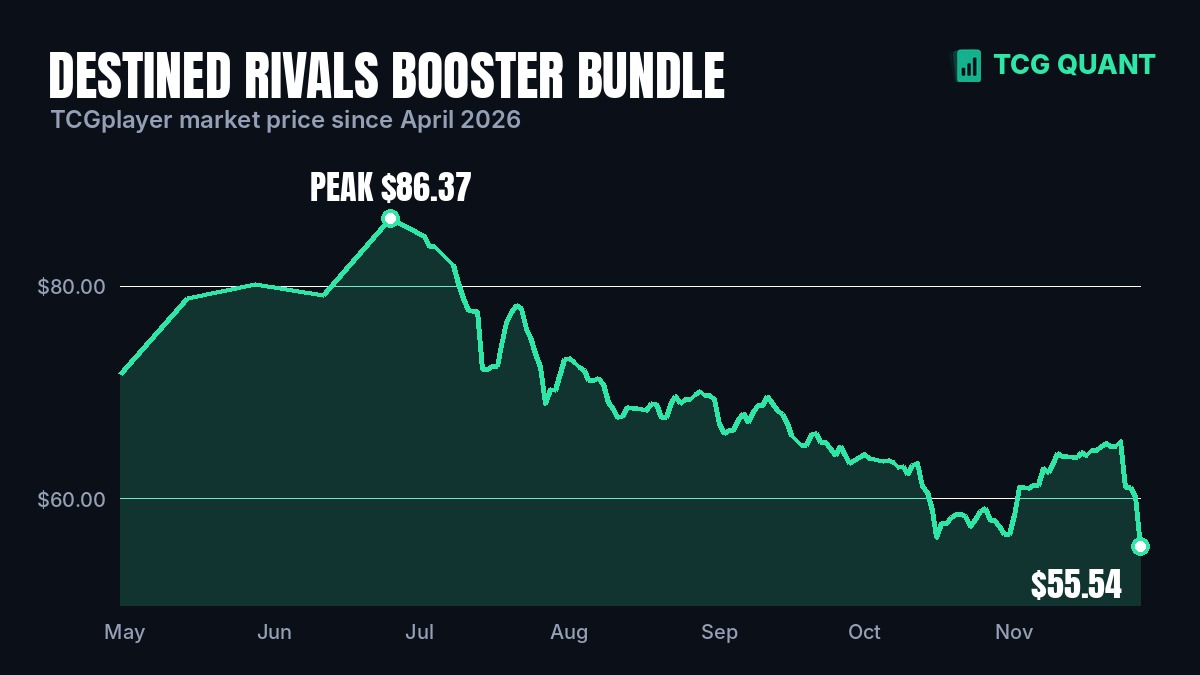 DESTINED RIVALS BOOSTER BUNDLE
TCG QUANT
TCGplayer market price since April 2026
PEAK $86.37
$80.00
$60.00
$55.54
May Jun Jul Aug Sep Oct Nov